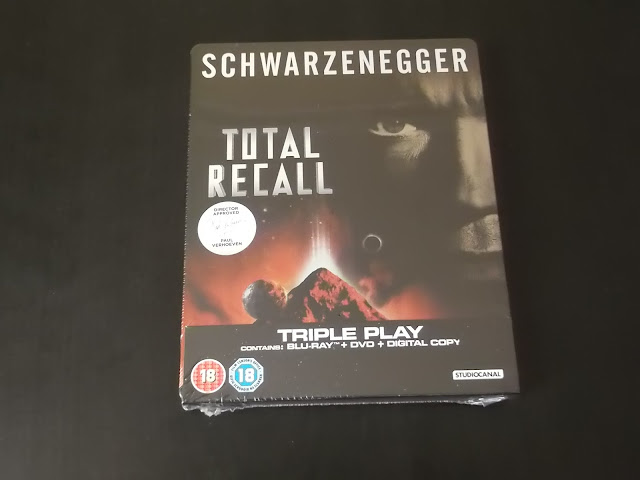 SCHWARZENEGGER
TOTAL
RECALL
DIRECTOR
APPROVED
PAUL
VERHOEVEN
TRIPLE PLAY
CONTAINS: BLU-RAY™ + DVD + DIGITAL COPY
18
18
STUDIOCANAL